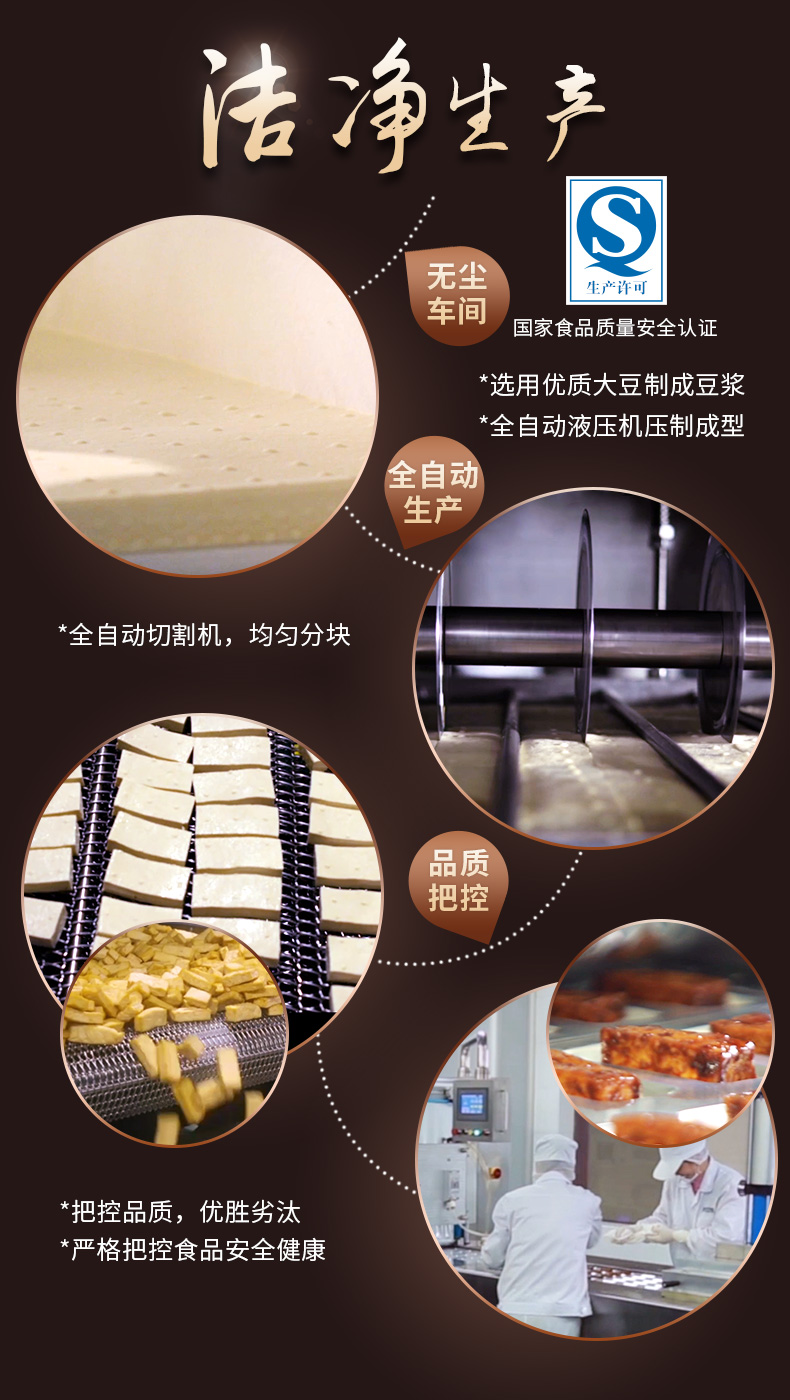 洁净生产
生产许可
国家食品质量安全认证
无尘
车间
*选用优质大豆制成豆浆
*全自动液压机压制成型
全自动
生产
*全自动切割机，均匀分块
品质
把控
*把控品质，优胜劣汰
*严格把控食品安全健康